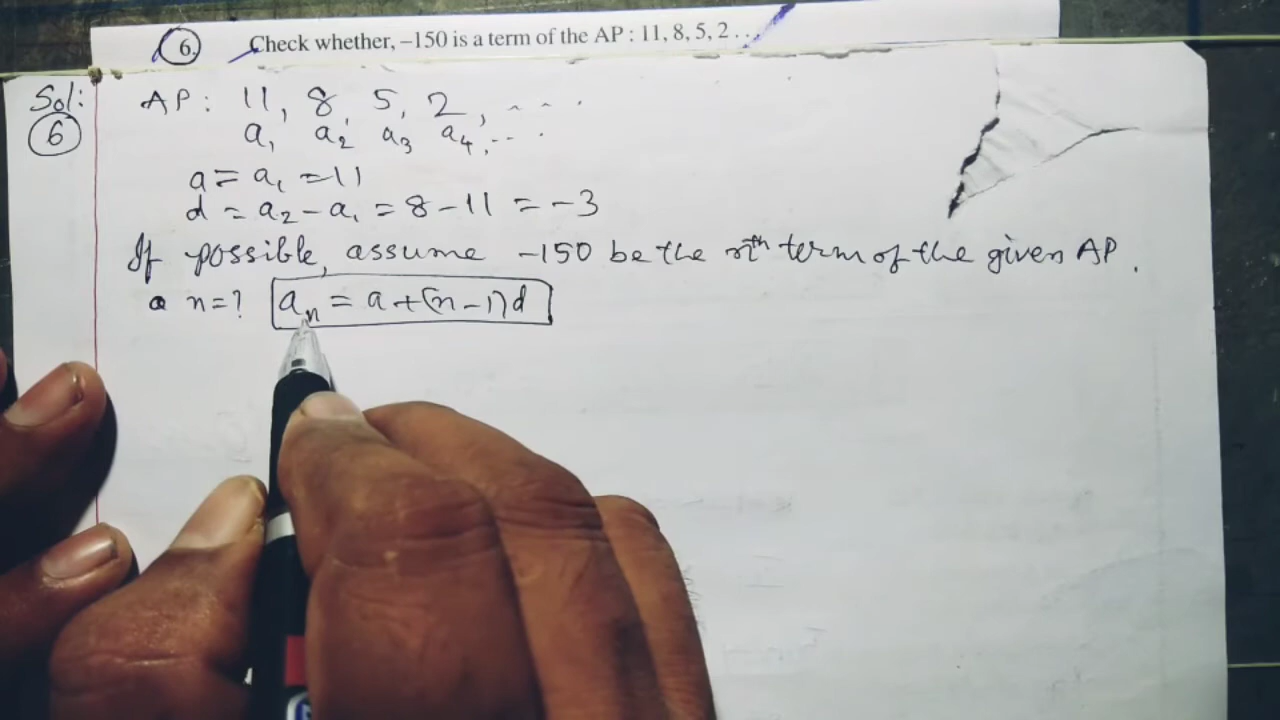 6. Check whether, –150 is a term of the AP : 11, 8, 5, 2 . . .
Sol: AP : 11, 8, 5, 2, ....
6 a₁ a₂ a₃ a₄, ...
a = a₁ = 11
d = a₂ - a₁ = 8 - 11 = -3
If possible, assume -150 be the nth term of the given AP.
n = ? aₙ = a + (n - 1)d